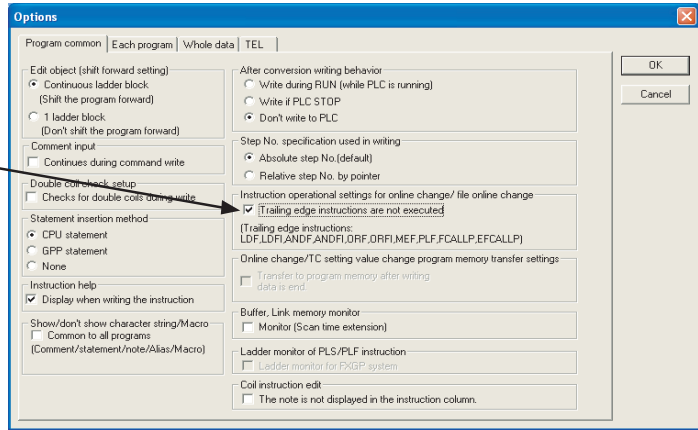 Options
Program common
Each program
Whole data
TEL
OK
Cancel
Edit object (shift forward setting)
Continuous ladder block
(Shift the program forward)
1 ladder block
(Don't shift the program forward)
Comment input
Continues during command write
Double coil check setup
Checks for double coils during write
Statement insertion method
CPU statement
GPP statement
None
Instruction help
Display when writing the instruction
Show/don't show character string/Macro
Common to all programs
(Comment/statement/note/Alias/Macro)
After conversion writing behavior
Write during RUN (while PLC is running)
Write if PLC STOP
Don't write to PLC
Step No. specification used in writing
Absolute step No.(default)
Relative step No. by pointer
Instruction operational settings for online change/ file online change
Trailing edge instructions are not executed
(Trailing edge instructions:
LDF,LDFI,ANDF,ANDFI,ORF,ORFI,MEF,PLF,FCALLP,EFCALLP)
Online change/TC setting value change program memory transfer settings
Transfer to program memory after writing
data is end.
Buffer, Link memory monitor
Monitor (Scan time extension)
Ladder monitor of PLS/PLF instruction
Ladder monitor for FXGP system
Coil instruction edit
The note is not displayed in the instruction column.